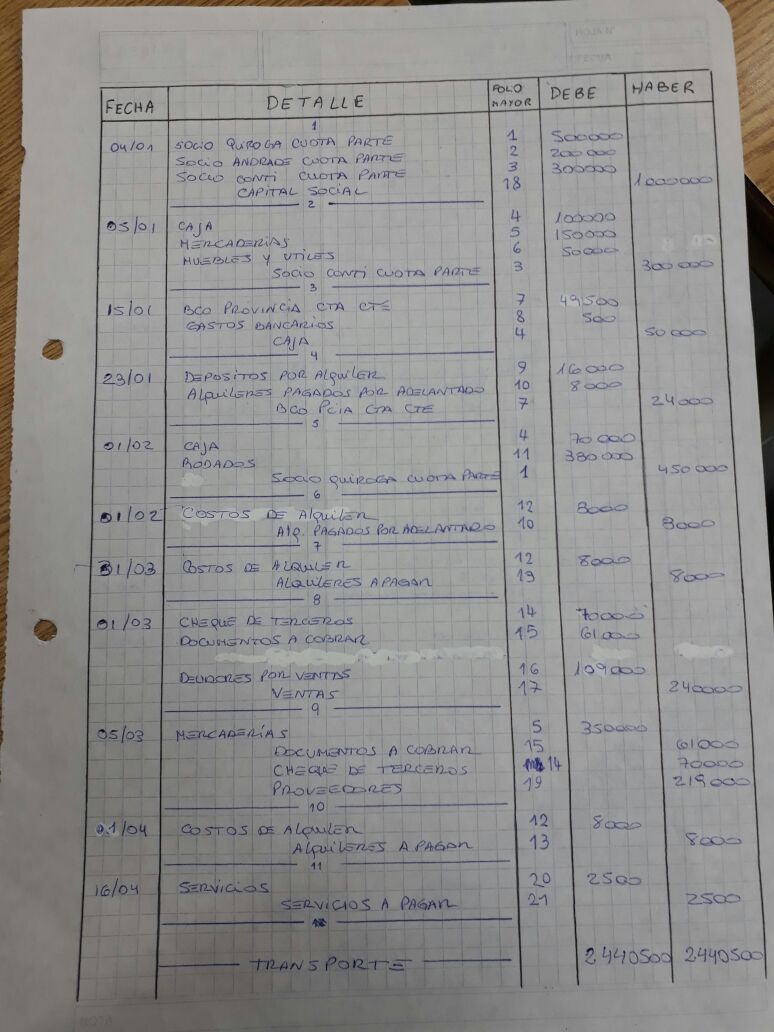 FECHA DETALLE FOLIO MAYOR DEBE HABER
1
04/01 SOCIO QUIROGA CUOTA PARTE 1 500000
SOCIO ANDRADE CUOTA PARTE 2 200000
SOCIO CONTI CUOTA PARTE 3 300000
CAPITAL SOCIAL 18 1000000
2
05/01 CAJA 4 100000
MERCADERÍAS 5 150000
MUEBLES Y UTILES 6 50000
SOCIO CONTI CUOTA PARTE 3 300000
3
15/01 BCO PROVINCIA CTA CTE 7 49500
GASTOS BANCARIOS 8 500
CAJA 4 50000
4
23/01 DEPOSITOS POR AlquilER 9 16000
AlquilERES PAGADOS POR ADELANTADO 10 8000
BCO PCIA CTA CTE 7 24000
5
01/02 CAJA 4 70000
RODADOS 11 380000
SOCIO QUIROGA CUOTA PARTE 1 450000
6
01/02 COSTOS DE AlquilER 12 8000
Alq. PAGADOS POR ADELANTADO 10 8000
7
31/03 COSTOS DE ALQUILER 12 8000
ALQUILERES A PAGAR 13 8000
8
01/03 CHEQUE DE TERCEROS 14 70000
DOCUMENTOS A COBRAR 15 61000
DEUDORES POR VENTAS 16 109000
VENTAS 17 240000
9
05/03 MERCADERÍAS 5 350000
DOCUMENTOS A COBRAR 15 61000
CHEQUE DE TERCEROS 14 70000
PROVEEDORES 19 219000
10
01/04 COSTOS DE AlquilER 12 8000
AlquilERES A PAGAR 13 8000
11
16/04 SERVICIOS 20 2500
SERVICIOS A PAGAR 21 2500
12
TRANSPORTE 2440500 2440500